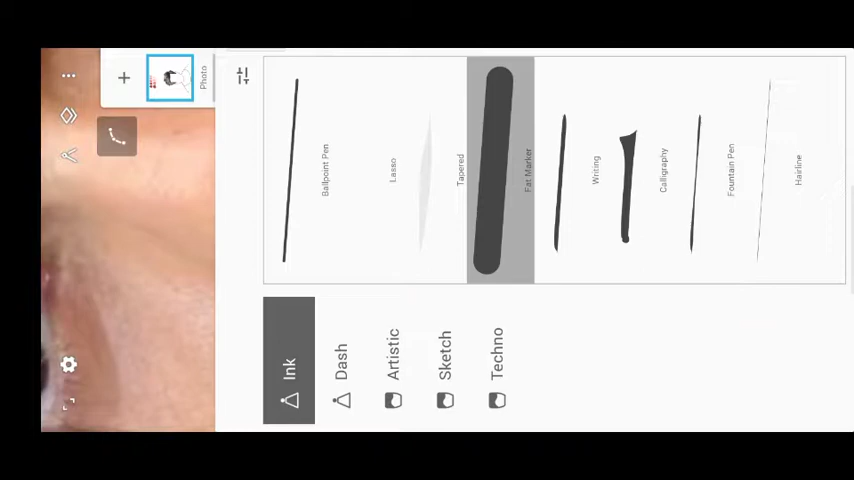 Photo
Ballpoint Pen
Lasso
Tapered
Fat Marker
Writing
Calligraphy
Fountain Pen
Hairline
Ink
Dash
Artistic
Sketch
Techno